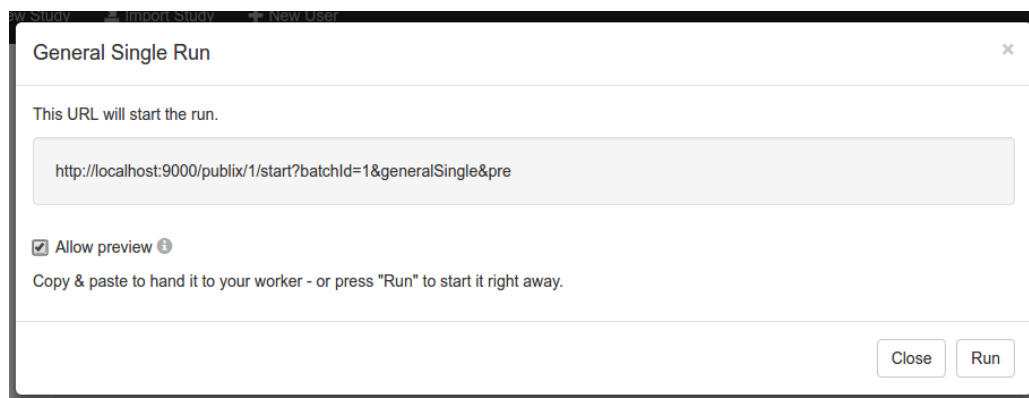 ew Study Import Study New User
General Single Run
×
This URL will start the run.
http://localhost:9000/publix/1/start?batchId=1&generalSingle&pre
Allow preview
Copy & paste to hand it to your worker - or press "Run" to start it right away.
Close Run